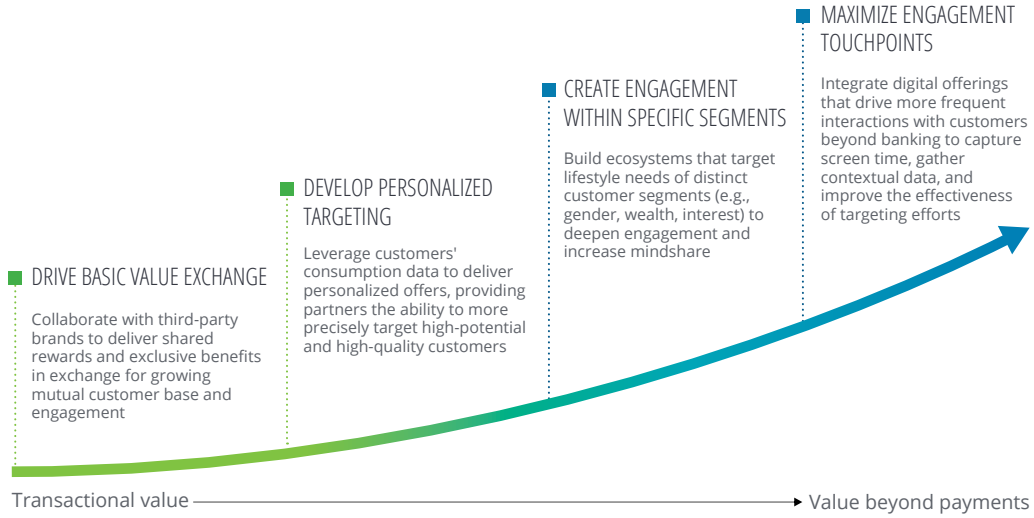 DRIVE BASIC VALUE EXCHANGE
Collaborate with third-party
brands to deliver shared
rewards and exclusive benefits
in exchange for growing
mutual customer base and
engagement
DEVELOP PERSONALIZED
TARGETING
Leverage customers'
consumption data to deliver
personalized offers, providing
partners the ability to more
precisely target high-potential
and high-quality customers
CREATE ENGAGEMENT
WITHIN SPECIFIC SEGMENTS
Build ecosystems that target
lifestyle needs of distinct
customer segments (e.g.,
gender, wealth, interest) to
deepen engagement and
increase mindshare
MAXIMIZE ENGAGEMENT
TOUCHPOINTS
Integrate digital offerings
that drive more frequent
interactions with customers
beyond banking to capture
screen time, gather
contextual data, and
improve the effectiveness
of targeting efforts
Transactional value
Value beyond payments